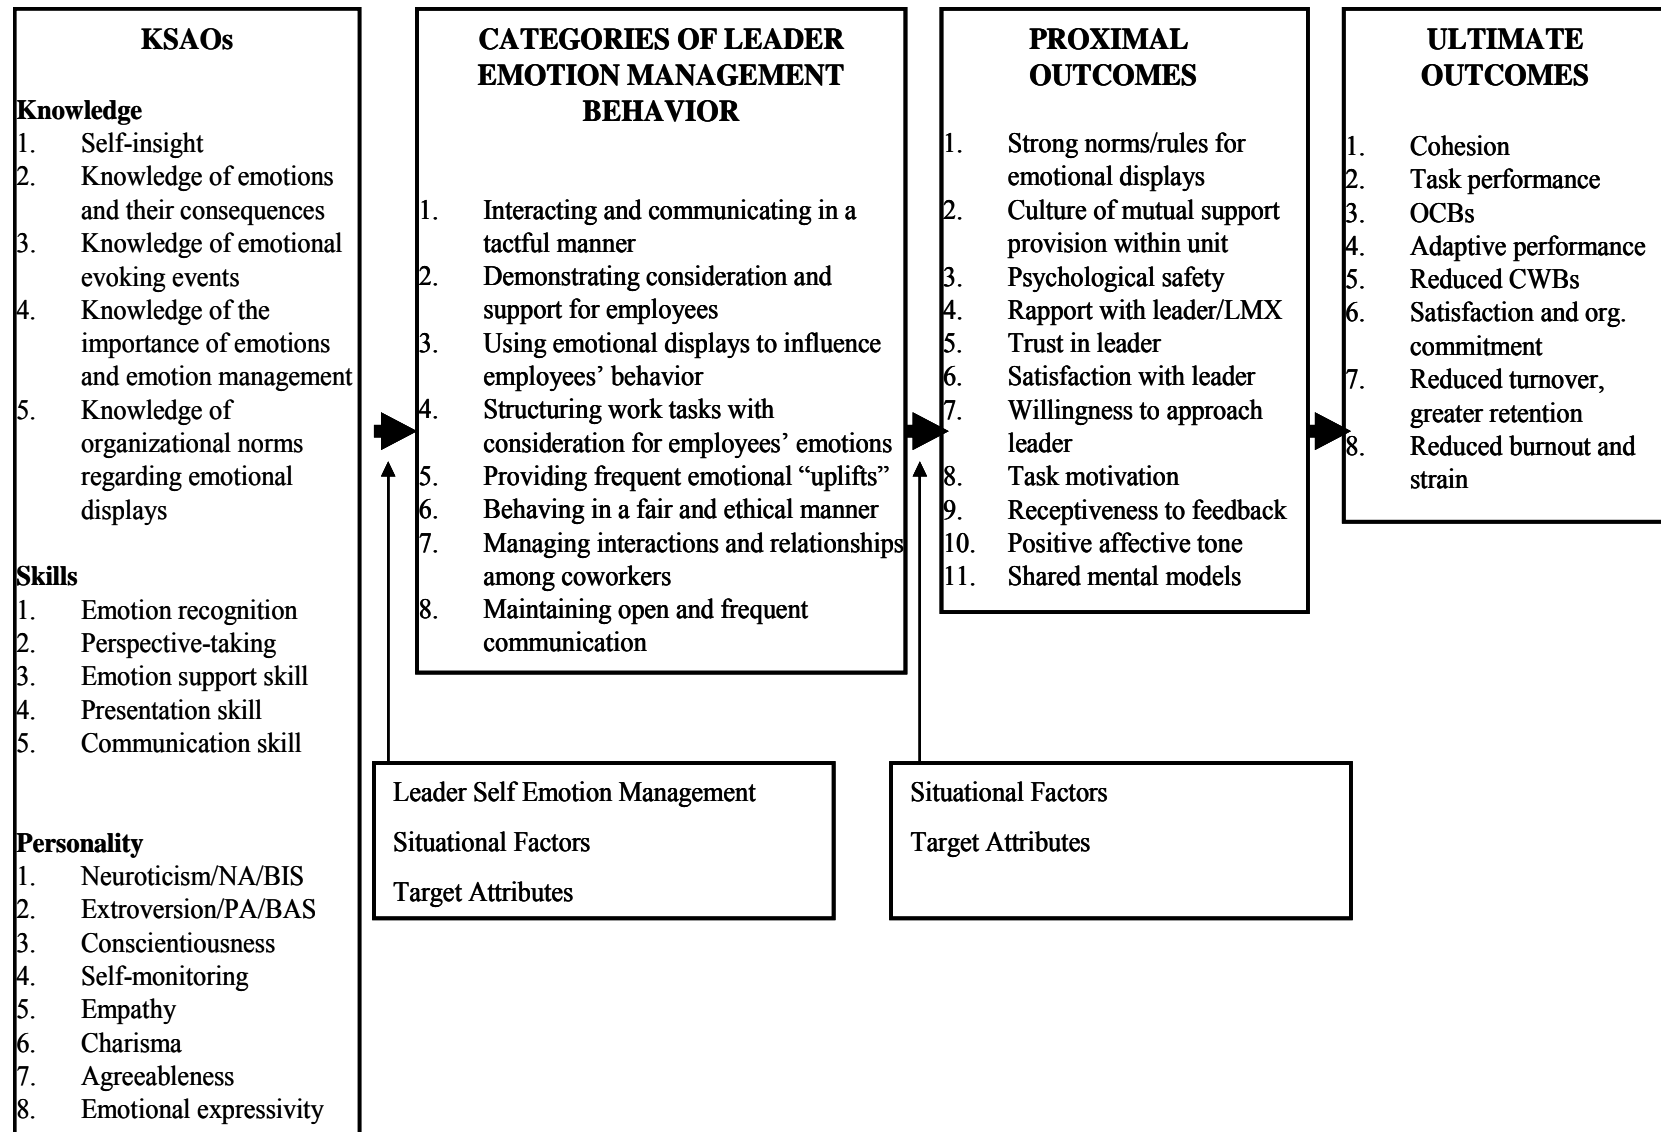 KSAOs
Knowledge
1. Self-insight
2. Knowledge of emotions
and their consequences
3. Knowledge of emotional
evoking events
4. Knowledge of the
importance of emotions
and emotion management
5. Knowledge of
organizational norms
regarding emotional
displays
Skills
1. Emotion recognition
2. Perspective-taking
3. Emotion support skill
4. Presentation skill
5. Communication skill
Personality
1. Neuroticism/NA/BIS
2. Extroversion/PA/BAS
3. Conscientiousness
4. Self-monitoring
5. Empathy
6. Charisma
7. Agreeableness
8. Emotional expressivity
CATEGORIES OF LEADER
EMOTION MANAGEMENT
BEHAVIOR
1. Interacting and communicating in a
tactful manner
2. Demonstrating consideration and
support for employees
3. Using emotional displays to influence
employees’ behavior
4. Structuring work tasks with
consideration for employees’ emotions
5. Providing frequent emotional “uplifts”
6. Behaving in a fair and ethical manner
7. Managing interactions and relationships
among coworkers
8. Maintaining open and frequent
communication
Leader Self Emotion Management
Situational Factors
Target Attributes
PROXIMAL
OUTCOMES
1. Strong norms/rules for
emotional displays
2. Culture of mutual support
provision within unit
3. Psychological safety
4. Rapport with leader/LMX
5. Trust in leader
6. Satisfaction with leader
7. Willingness to approach
leader
8. Task motivation
9. Receptiveness to feedback
10. Positive affective tone
11. Shared mental models
Situational Factors
Target Attributes
ULTIMATE
OUTCOMES
1. Cohesion
2. Task performance
3. OCBs
4. Adaptive performance
5. Reduced CWBs
6. Satisfaction and org.
commitment
7. Reduced turnover,
greater retention
8. Reduced burnout and
strain